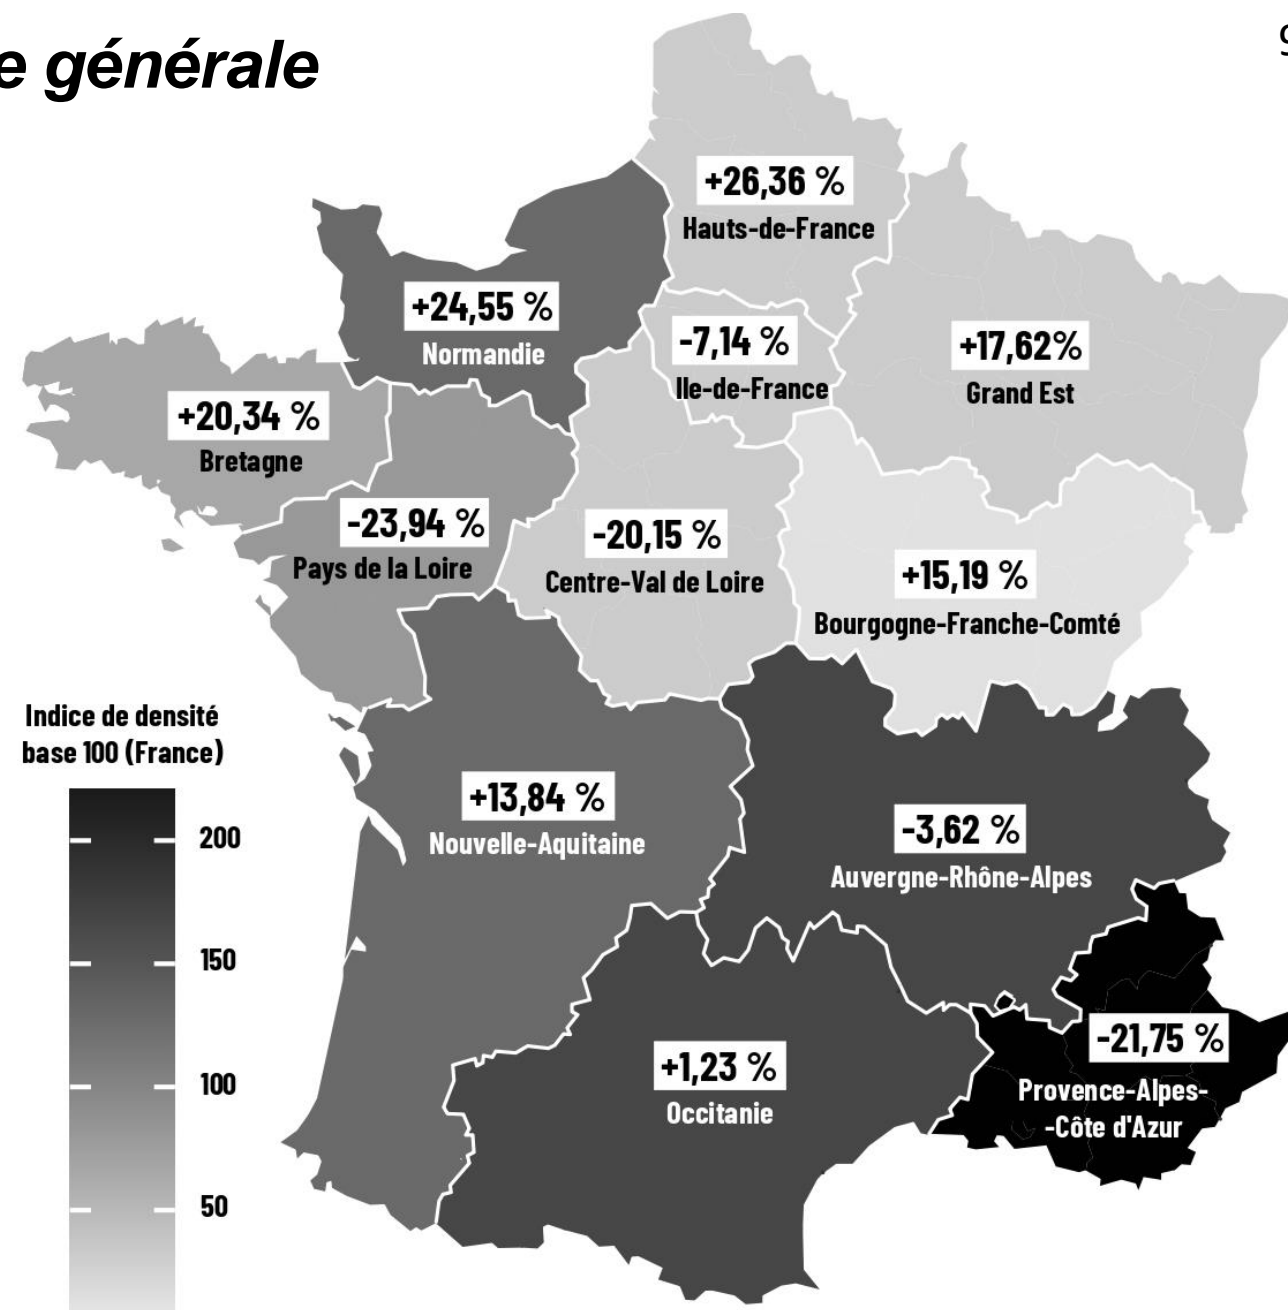 e générale
+26,36 %
Hauts-de-France
+24,55 %
Normandie
-7,14 %
Ile-de-France
+17,62%
Grand Est
+20,34 %
Bretagne
-23,94 %
Pays de la Loire
-20,15 %
Centre-Val de Loire
+15,19 %
Bourgogne-Franche-Comté
Indice de densité
base 100 (France)
200
150
100
50
+13,84 %
Nouvelle-Aquitaine
-3,62 %
Auvergne-Rhône-Alpes
+1,23 %
Occitanie
-21,75 %
Provence-Alpes-
-Côte d'Azur